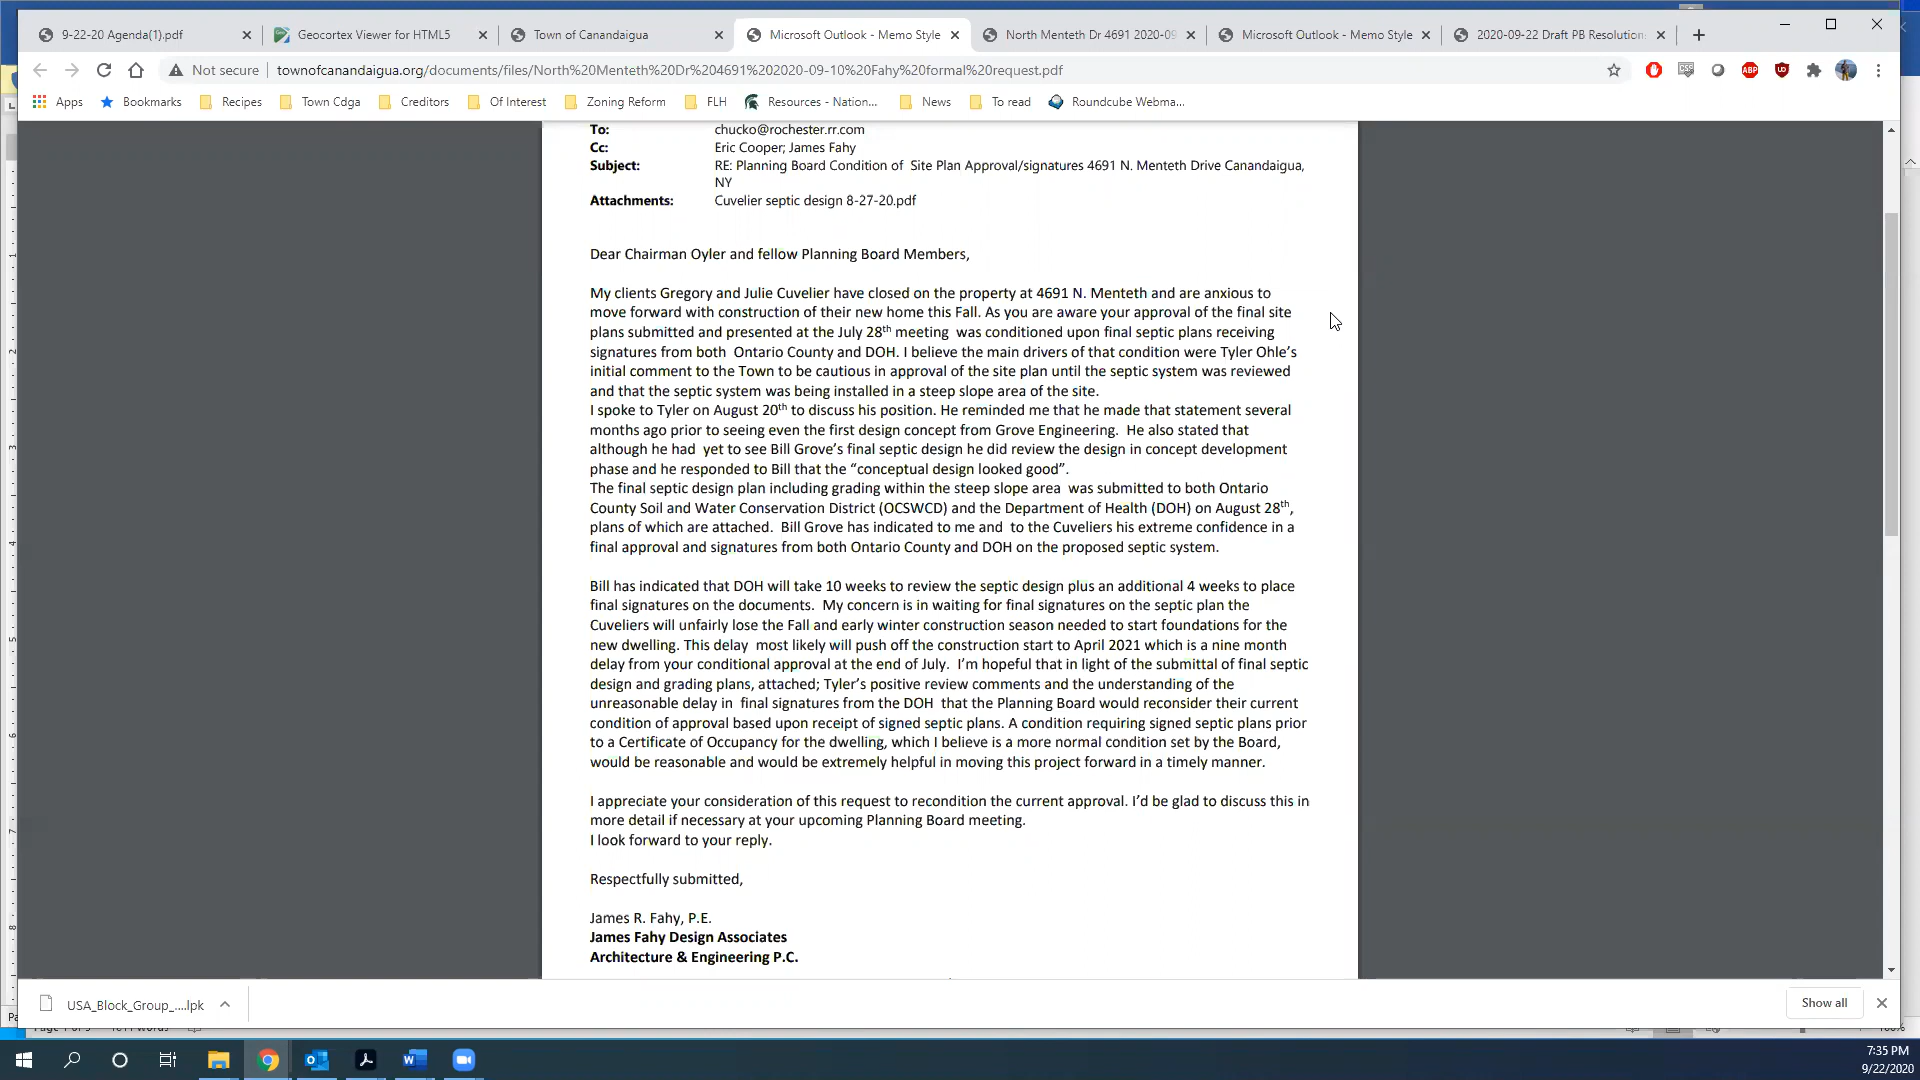 9-22-20 Agenda(1).pdf
Geocortex Viewer for HTML5
Town of Canandaigua
Microsoft Outlook - Memo Style
North Menteth Dr 4691 2020-09
Microsoft Outlook - Memo Style
2020-09-22 Draft PB Resolution
Not secure
townofcanandaigua.org/documents/files/North%20Menteth%20Dr%204691%202020-09-10%20Fahy%20formal%20request.pdf
Apps
Bookmarks
Recipes
Town Cdga
Creditors
Of Interest
Zoning Reform
FLH
Resources - Nation...
News
To read
Roundcube Webma...
To: chucko@rochester.rr.com
Cc: Eric Cooper; James Fahy
Subject: RE: Planning Board Condition of Site Plan Approval/signatures 4691 N. Menteth Drive Canandaigua,
NY
Attachments: Cuvelier septic design 8-27-20.pdf
Dear Chairman Oyler and fellow Planning Board Members,
My clients Gregory and Julie Cuvelier have closed on the property at 4691 N. Menteth and are anxious to
move forward with construction of their new home this Fall. As you are aware your approval of the final site
plans submitted and presented at the July 28th meeting was conditioned upon final septic plans receiving
signatures from both Ontario County and DOH. I believe the main drivers of that condition were Tyler Ohle's
initial comment to the Town to be cautious in approval of the site plan until the septic system was reviewed
and that the septic system was being installed in a steep slope area of the site.
I spoke to Tyler on August 20th to discuss his position. He reminded me that he made that statement several
months ago prior to seeing even the first design concept from Grove Engineering. He also stated that
although he had yet to see Bill Grove's final septic design he did review the design in concept development
phase and he responded to Bill that the "conceptual design looked good".
The final septic design plan including grading within the steep slope area was submitted to both Ontario
County Soil and Water Conservation District (OCSWCD) and the Department of Health (DOH) on August 28th,
plans of which are attached. Bill Grove has indicated to me and to the Cuveliers his extreme confidence in a
final approval and signatures from both Ontario County and DOH on the proposed septic system.
Bill has indicated that DOH will take 10 weeks to review the septic design plus an additional 4 weeks to place
final signatures on the documents. My concern is in waiting for final signatures on the septic plan the
Cuveliers will unfairly lose the Fall and early winter construction season needed to start foundations for the
new dwelling. This delay most likely will push off the construction start to April 2021 which is a nine month
delay from your conditional approval at the end of July. I'm hopeful that in light of the submittal of final septic
design and grading plans, attached; Tyler's positive review comments and the understanding of the
unreasonable delay in final signatures from the DOH that the Planning Board would reconsider their current
condition of approval based upon receipt of signed septic plans. A condition requiring signed septic plans prior
to a Certificate of Occupancy for the dwelling, which I believe is a more normal condition set by the Board,
would be reasonable and would be extremely helpful in moving this project forward in a timely manner.
I appreciate your consideration of this request to recondition the current approval. I'd be glad to discuss this in
more detail if necessary at your upcoming Planning Board meeting.
I look forward to your reply.
Respectfully submitted,
James R. Fahy, P.E.
James Fahy Design Associates
Architecture & Engineering P.C.
USA_Block_Group_....lpk
Show all
7:35 PM
9/22/2020